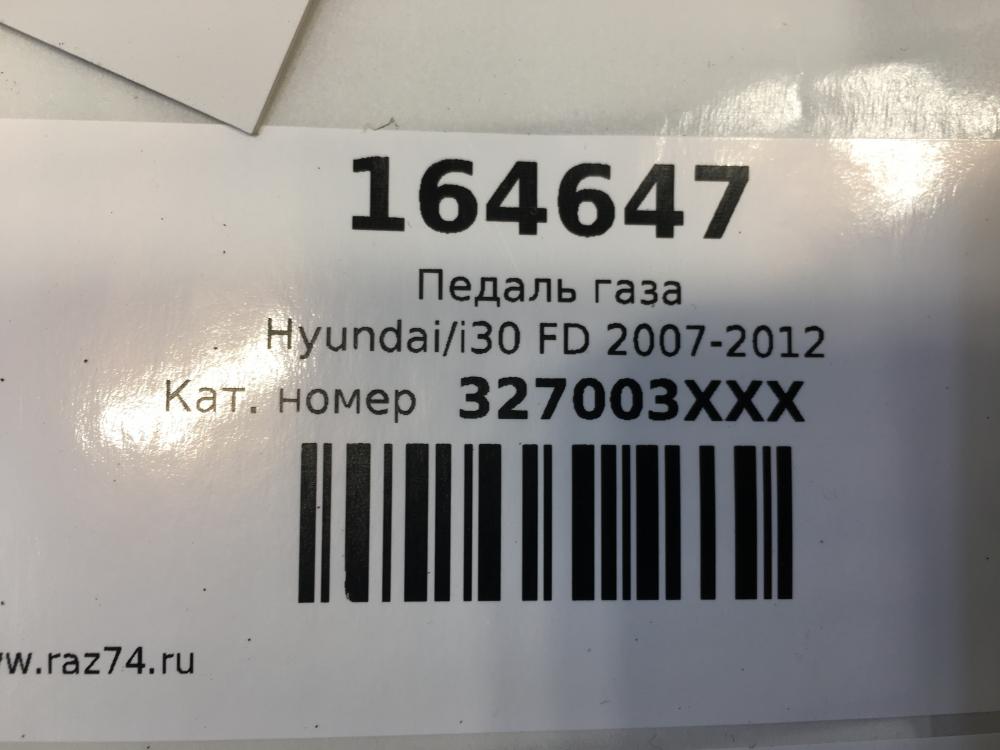 164647
Педаль газа
Hyundai/i30 FD 2007-2012
Кат. номер 327003XXX
w.raz74.ru